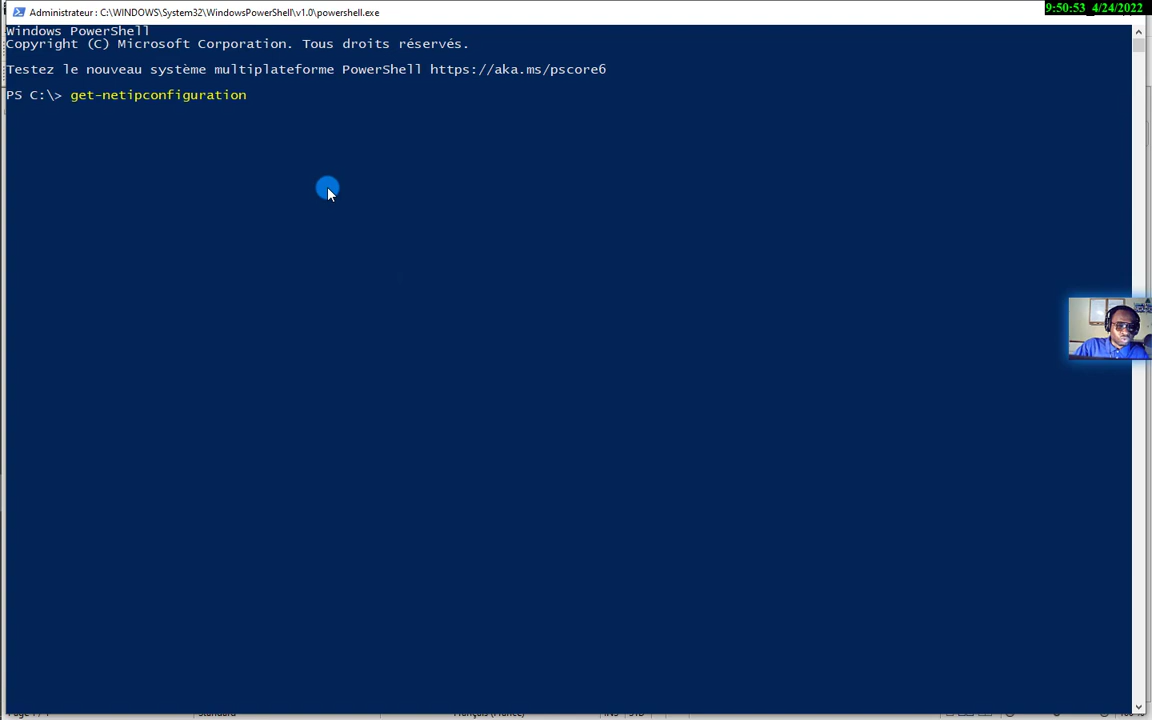 Administrateur : C:\WINDOWS\System32\WindowsPowerShell\v1.0\powershell.exe
9:50:53 4/24/2022
Windows PowerShell
Copyright (C) Microsoft Corporation. Tous droits réservés.
Testez le nouveau système multiplateforme PowerShell https://aka.ms/pscore6
PS C:\> get-netipconfiguration